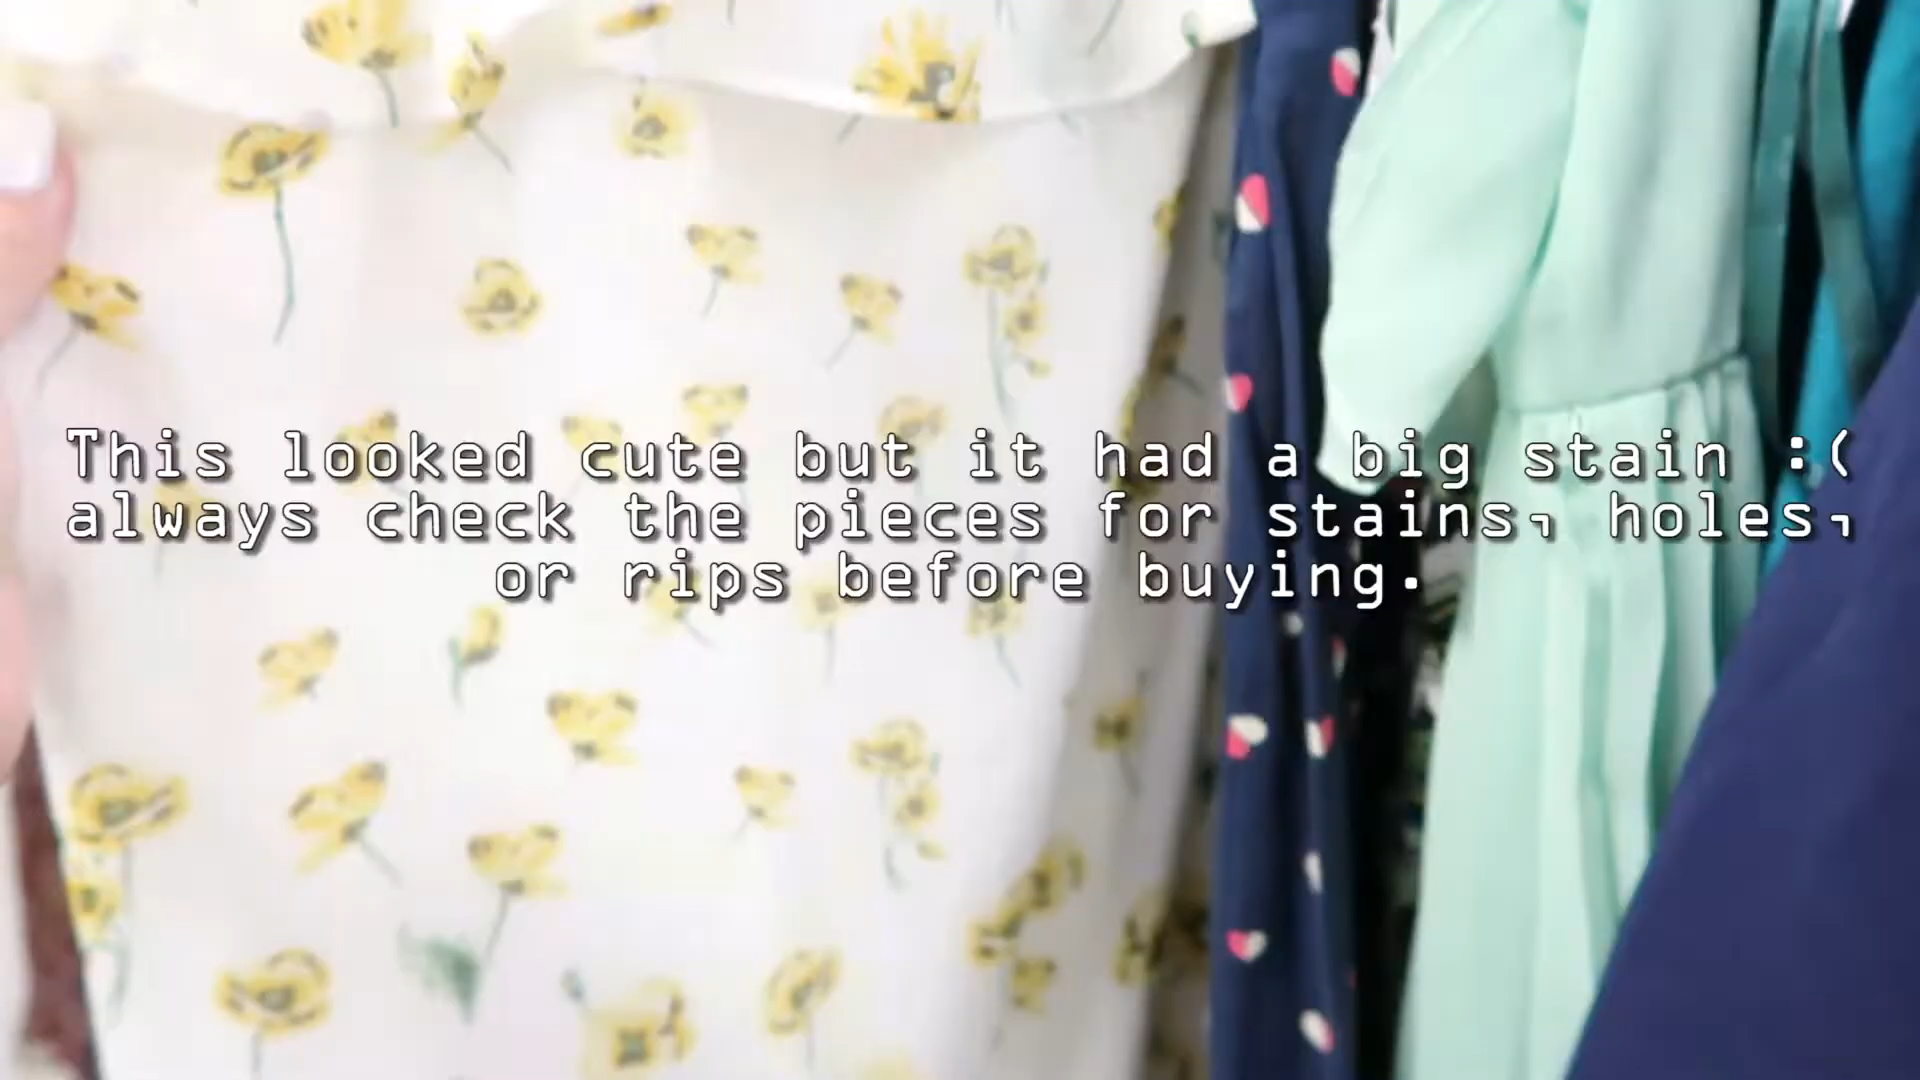 This looked cute but it had a big stain :(
always check the pieces for stains, holes,
or rips before buying.